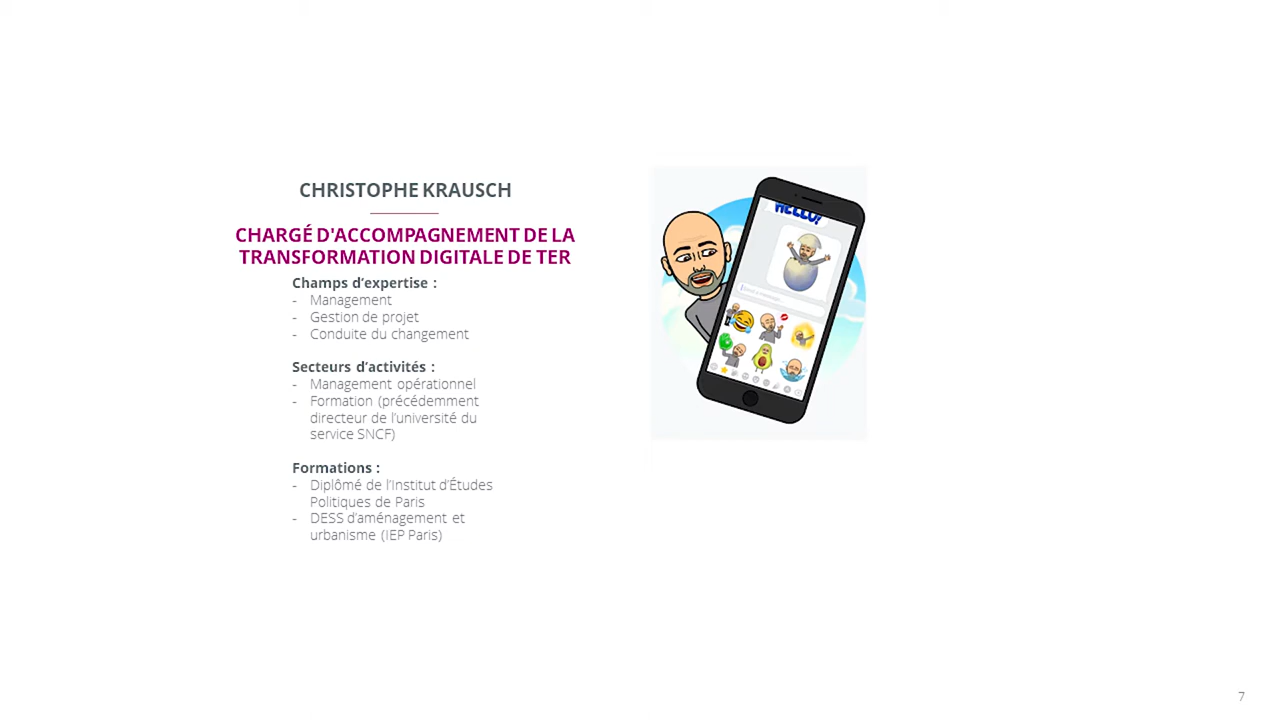 CHRISTOPHE KRAUSCH
CHARGÉ D'ACCOMPAGNEMENT DE LA
TRANSFORMATION DIGITALE DE TER
Champs d’expertise :
- Management
- Gestion de projet
- Conduite du changement
Secteurs d’activités :
- Management opérationnel
- Formation (précédemment
directeur de l’université du
service SNCF)
Formations :
- Diplômé de l’Institut d’Études
Politiques de Paris
- DESS d’aménagement et
urbanisme (IEP Paris)
HELLO!
7